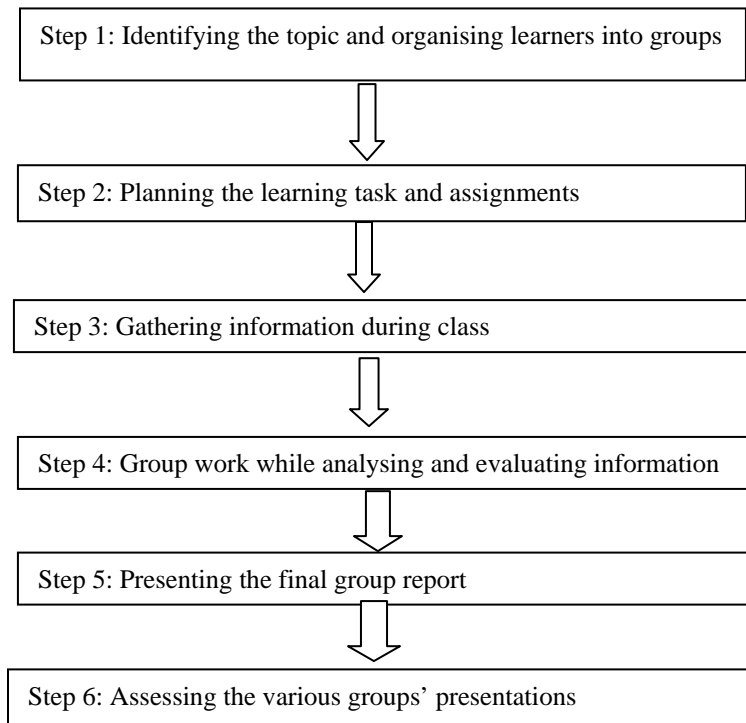 Step 1: Identifying the topic and organising learners into groups
Step 2: Planning the learning task and assignments
Step 3: Gathering information during class
Step 4: Group work while analysing and evaluating information
Step 5: Presenting the final group report
Step 6: Assessing the various groups’ presentations